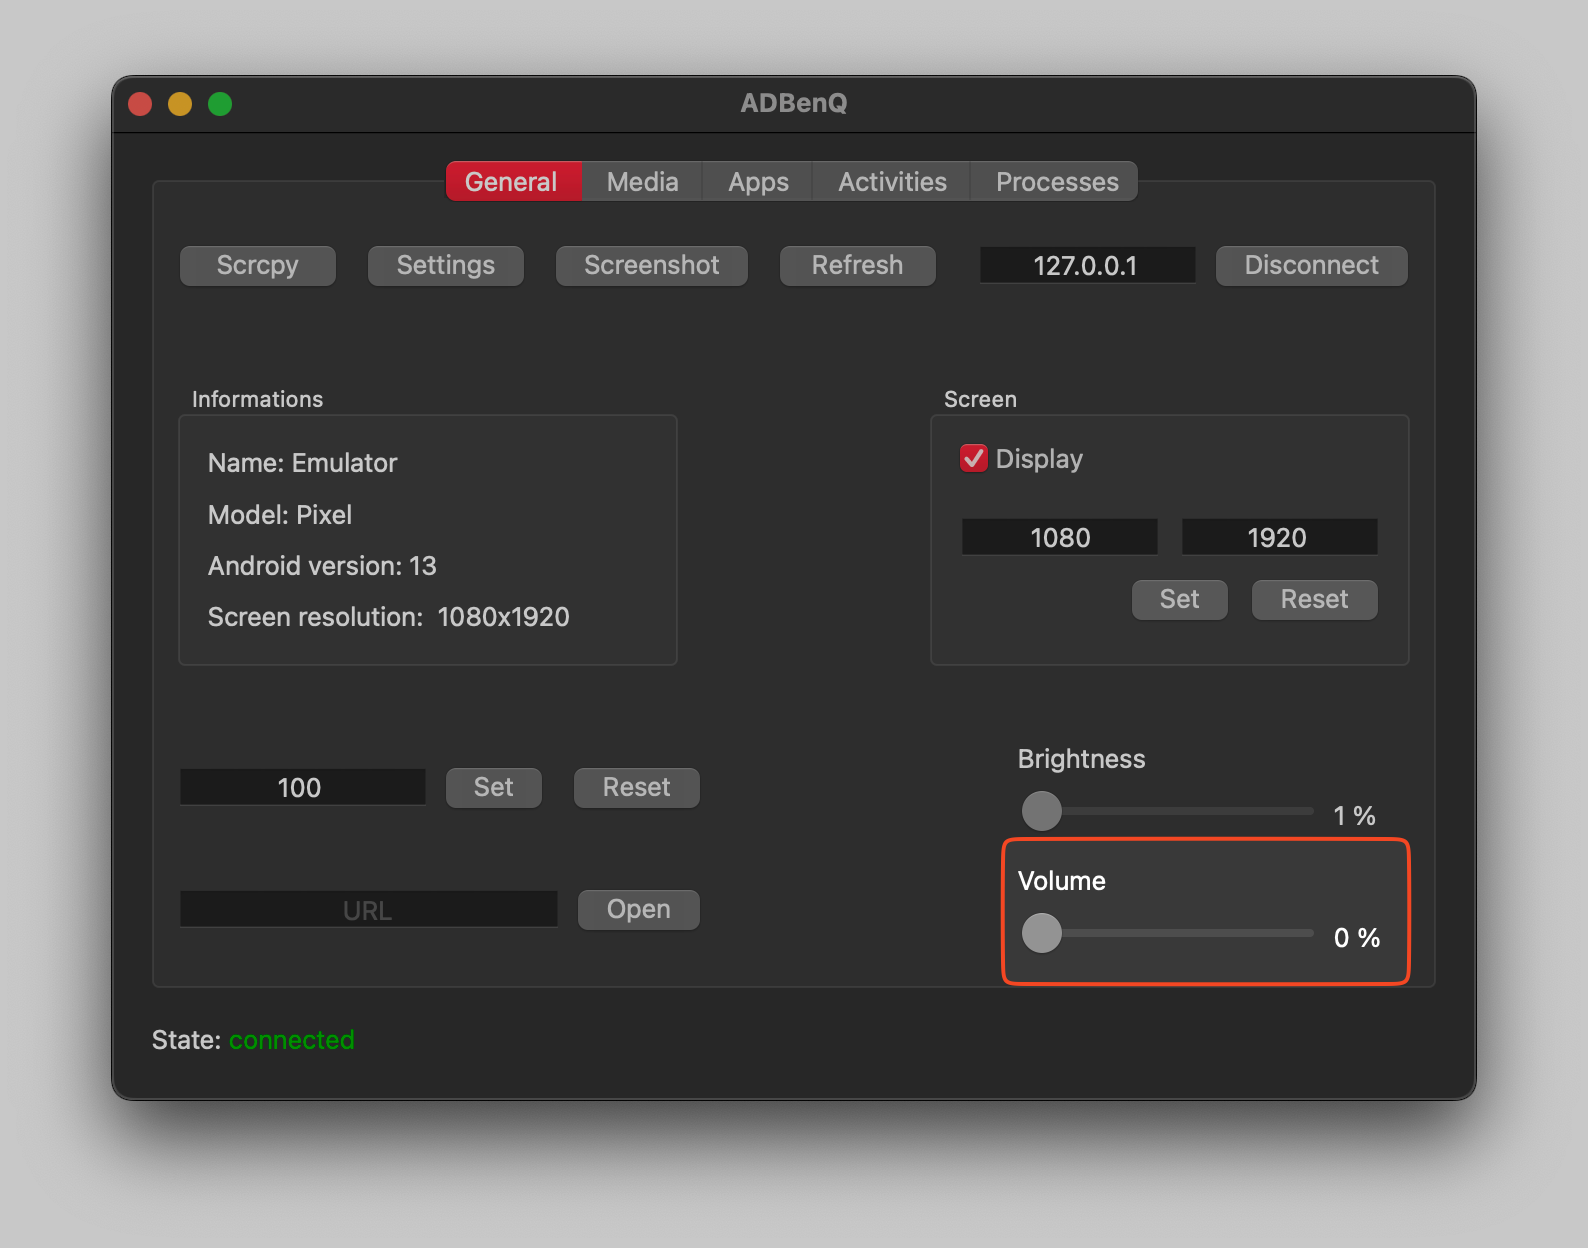 ADBenQ
General Media Apps Activities Processes
Scrcpy Settings Screenshot Refresh 127.0.0.1 Disconnect
Informations
Name: Emulator
Model: Pixel
Android version: 13
Screen resolution: 1080x1920
Screen
Display
1080 1920
Set Reset
100 Set Reset
URL Open
Brightness
1 %
Volume
0 %
State: connected